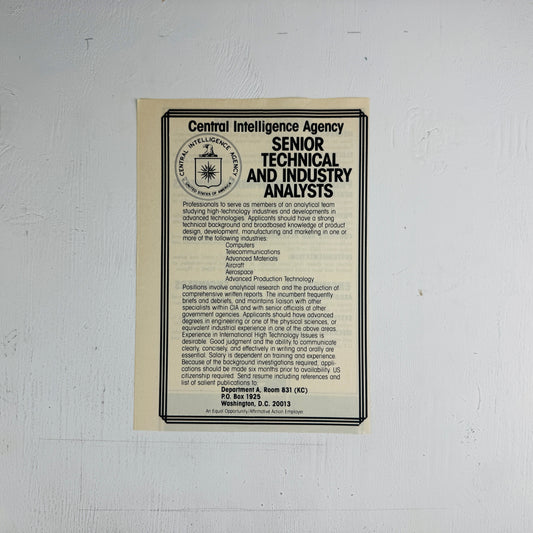 Central Intelligence Agency
CENTRAL INTELLIGENCE AGENCY
UNITED STATES OF AMERICA
SENIOR
TECHNICAL
AND INDUSTRY
ANALYSTS
Professionals to serve as members of an analytical team
studying high-technology industries and developments in
advanced technologies. Applicants should have a strong
technical background and broadbased knowledge of product
design, development, manufacturing and marketing in one or
more of the following industries:
Computers
Telecommunications
Advanced Materials
Aircraft
Aerospace
Advanced Production Technology
Positions involve analytical research and the production of
comprehensive written reports. The incumbent frequently
briefs and debriefs, and maintains liaison with other
specialists within CIA and with senior officials at other
government agencies. Applicants should have advanced
degrees in engineering or one of the physical sciences, or
equivalent industrial experience in one of the above areas.
Experience in International High Technology Issues is
desirable. Good judgment and the ability to communicate
clearly, concisely, and effectively in writing and orally are
essential. Salary is dependent on training and experience.
Because of the background investigations required, appli-
cations should be made six months prior to availability. US
citizenship required. Send resume including references and
list of salient publications to:
Department A, Room 831 (KC)
P.O. Box 1925
Washington, D.C. 20013
An Equal Opportunity/Affirmative Action Employer